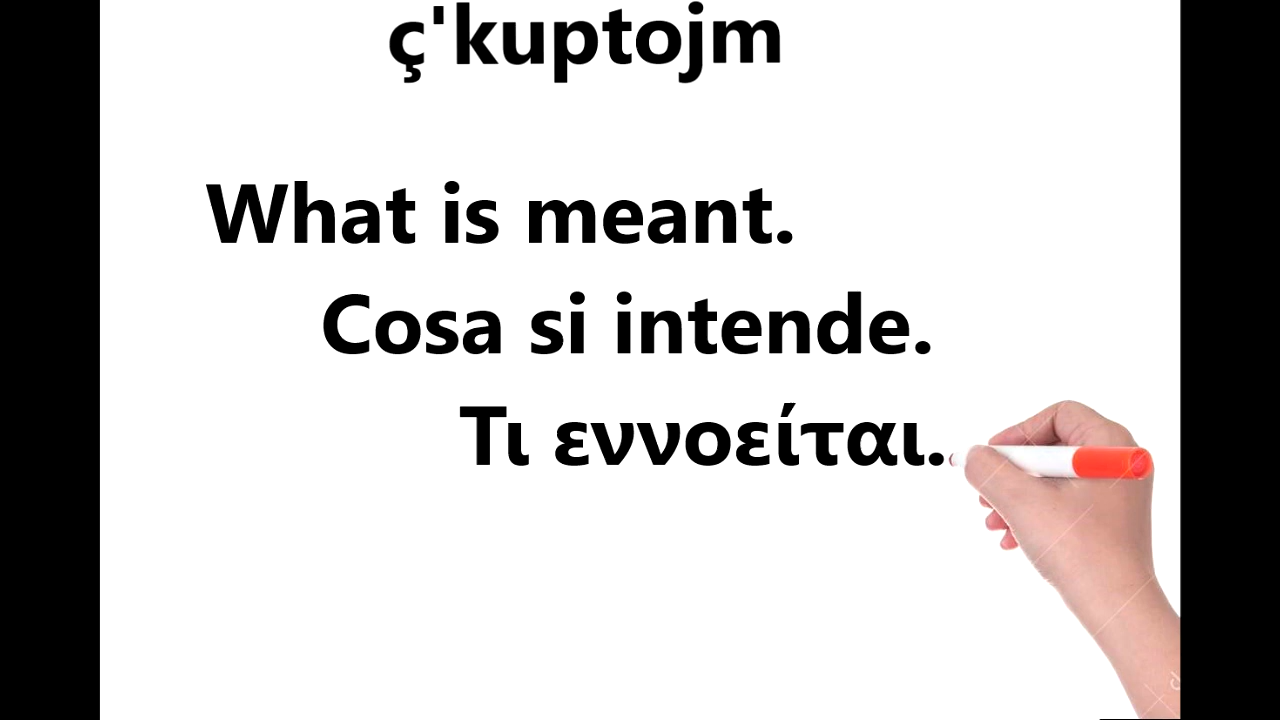 ç'kuptojm
What is meant.
Cosa si intende.
Τι εννοείται.